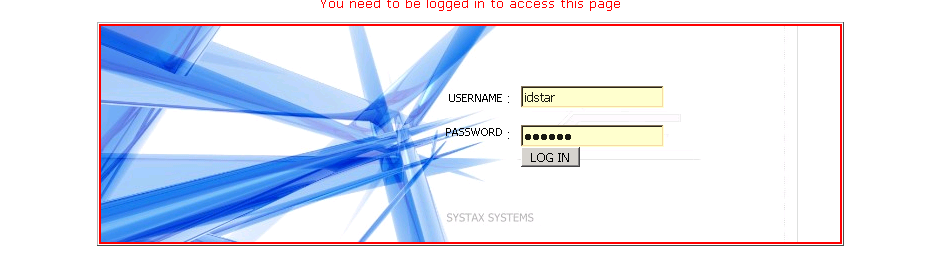 You need to be logged in to access this page
USERNAME : idstar
PASSWORD : ●●●●●●
LOG IN
SYSTAX SYSTEMS